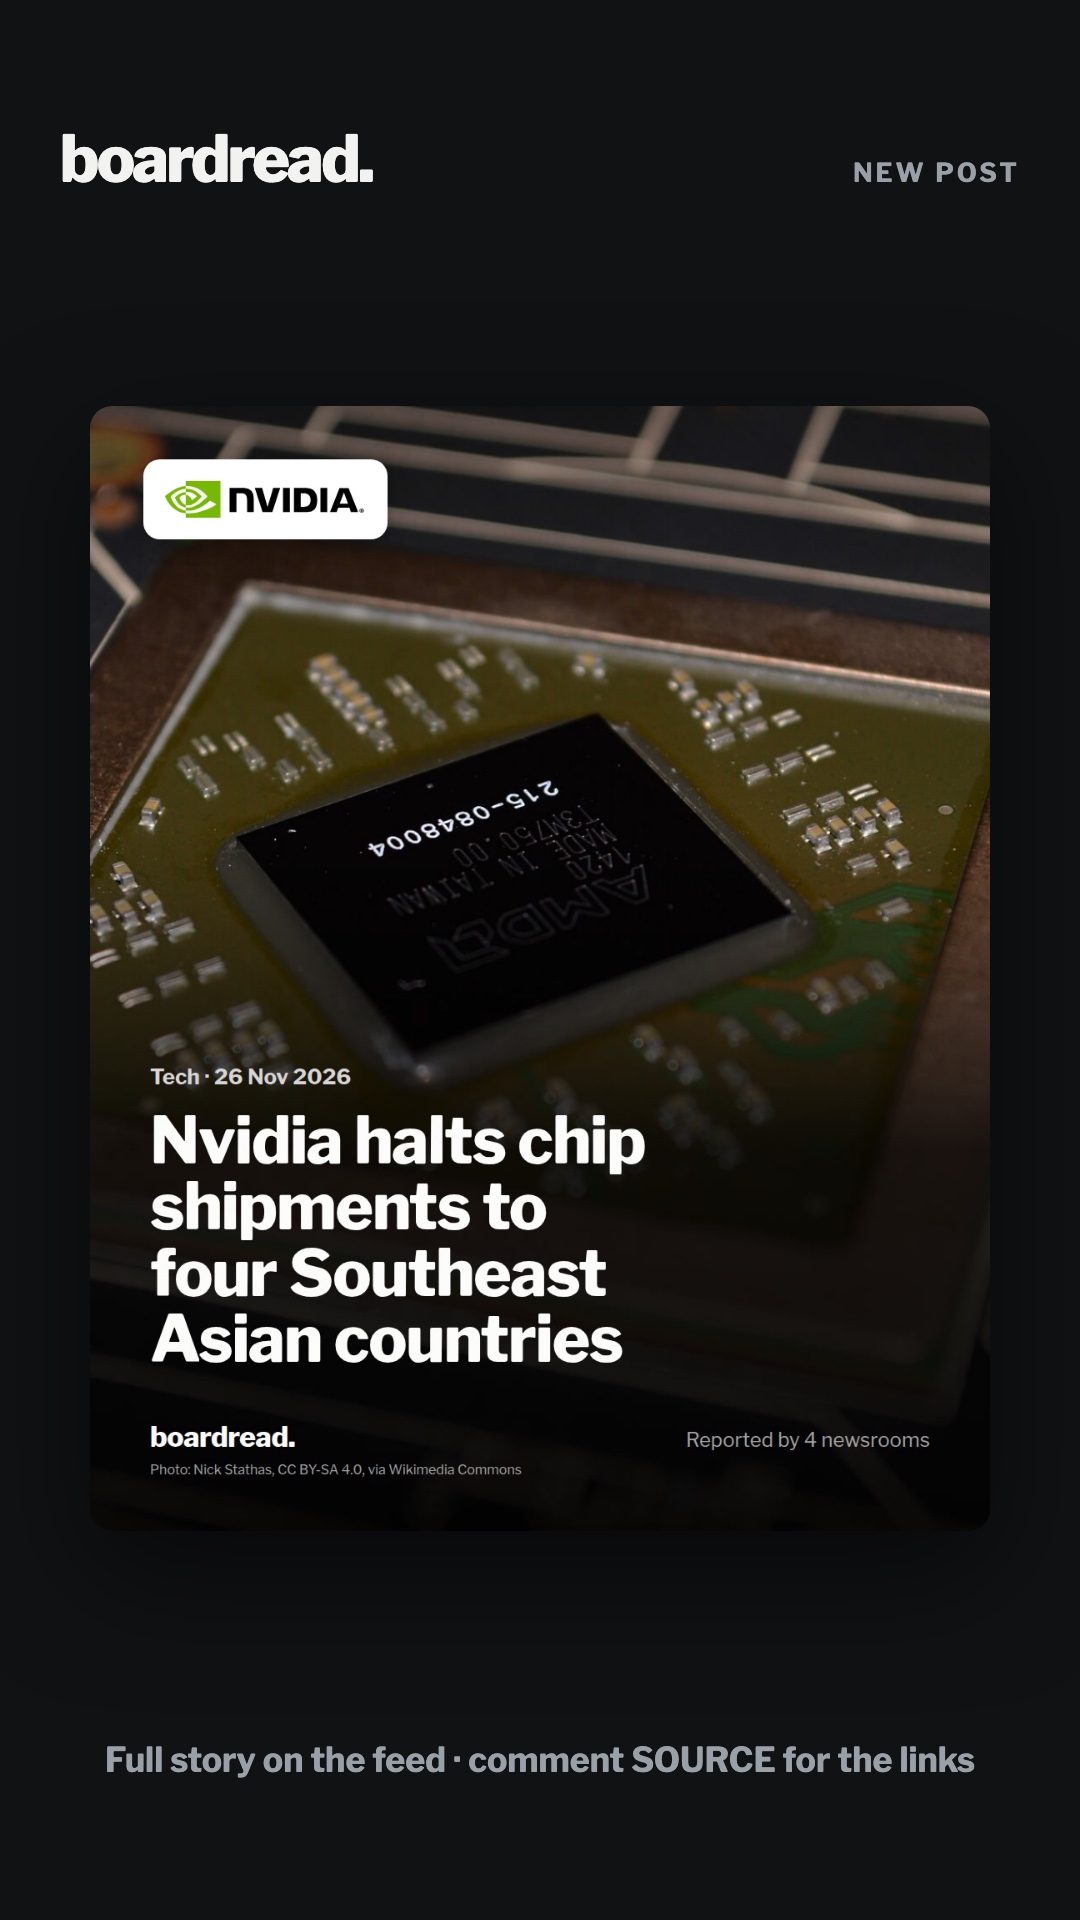 boardread.
NEW POST
NVIDIA.
215-0848004
T3M750.00
MADE IN TAIWAN
1420
AMD
Tech · 26 Nov 2026
Nvidia halts chip
shipments to
four Southeast
Asian countries
boardread.
Reported by 4 newsrooms
Photo: Nick Stathas, CC BY-SA 4.0, via Wikimedia Commons
Full story on the feed · comment SOURCE for the links